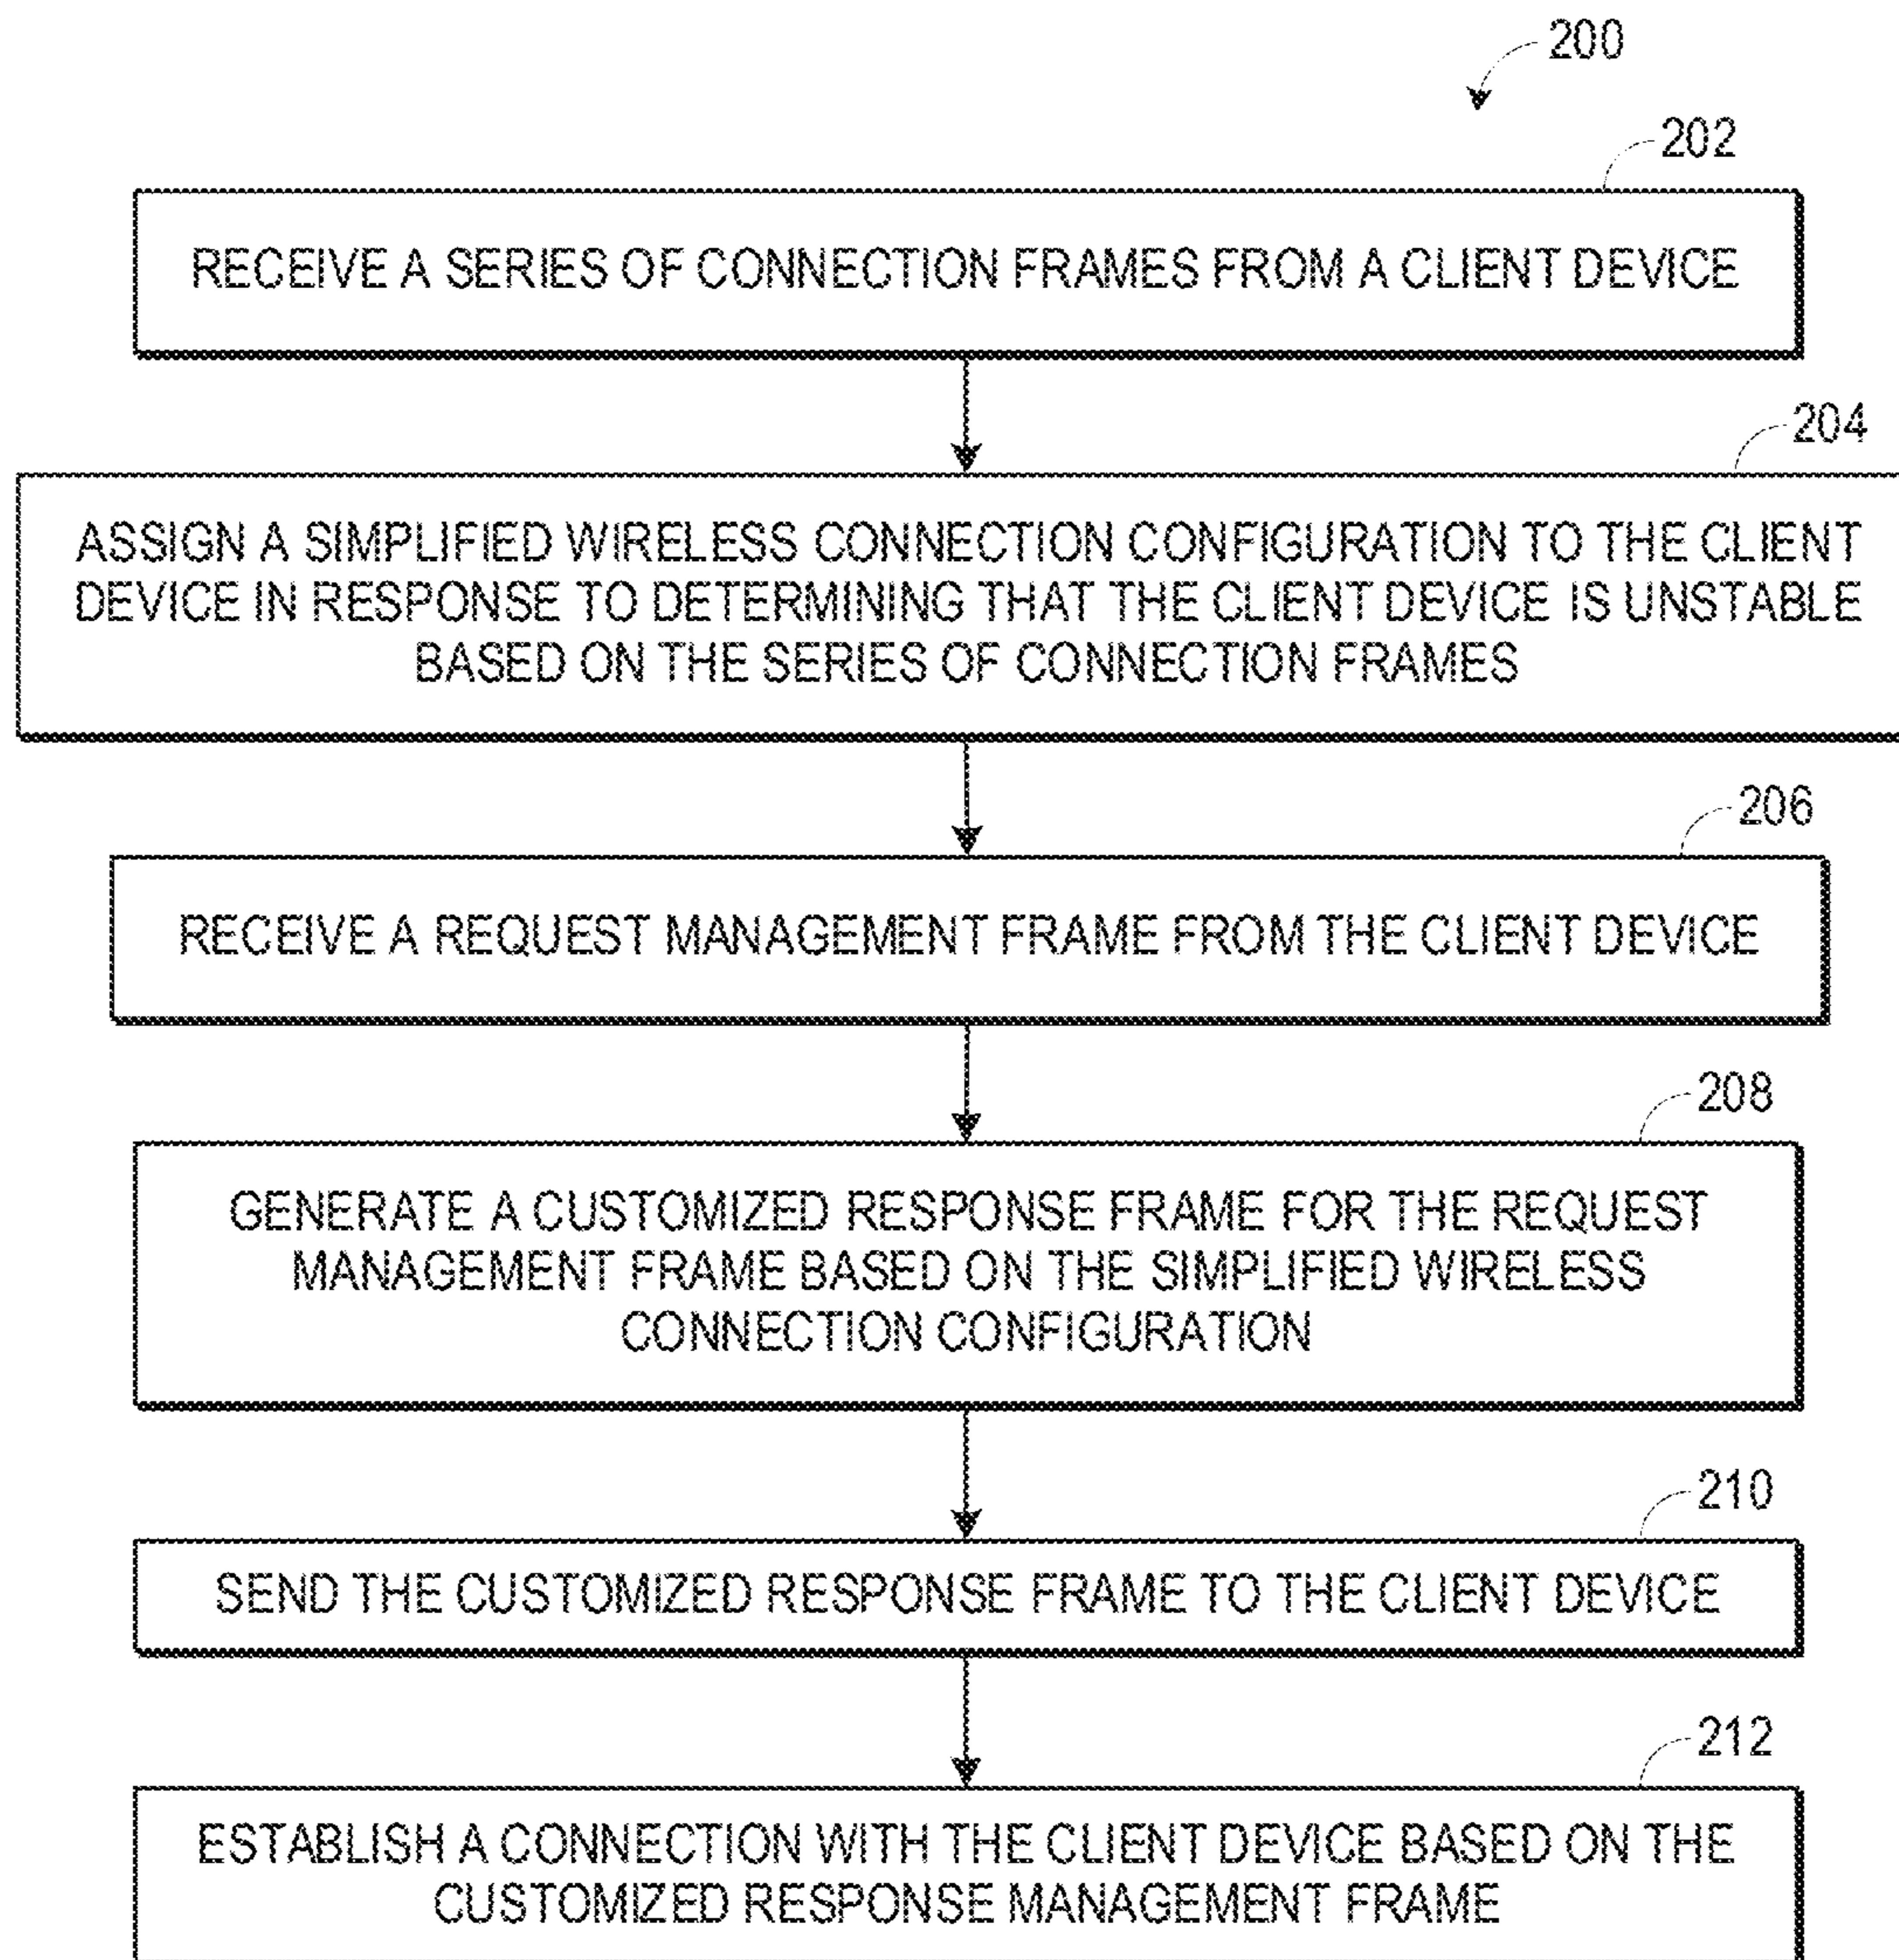 200
202
RECEIVE A SERIES OF CONNECTION FRAMES FROM A CLIENT DEVICE
204
ASSIGN A SIMPLIFIED WIRELESS CONNECTION CONFIGURATION TO THE CLIENT
DEVICE IN RESPONSE TO DETERMINING THAT THE CLIENT DEVICE IS UNSTABLE
BASED ON THE SERIES OF CONNECTION FRAMES
206
RECEIVE A REQUEST MANAGEMENT FRAME FROM THE CLIENT DEVICE
208
GENERATE A CUSTOMIZED RESPONSE FRAME FOR THE REQUEST
MANAGEMENT FRAME BASED ON THE SIMPLIFIED WIRELESS
CONNECTION CONFIGURATION
210
SEND THE CUSTOMIZED RESPONSE FRAME TO THE CLIENT DEVICE
212
ESTABLISH A CONNECTION WITH THE CLIENT DEVICE BASED ON THE
CUSTOMIZED RESPONSE MANAGEMENT FRAME